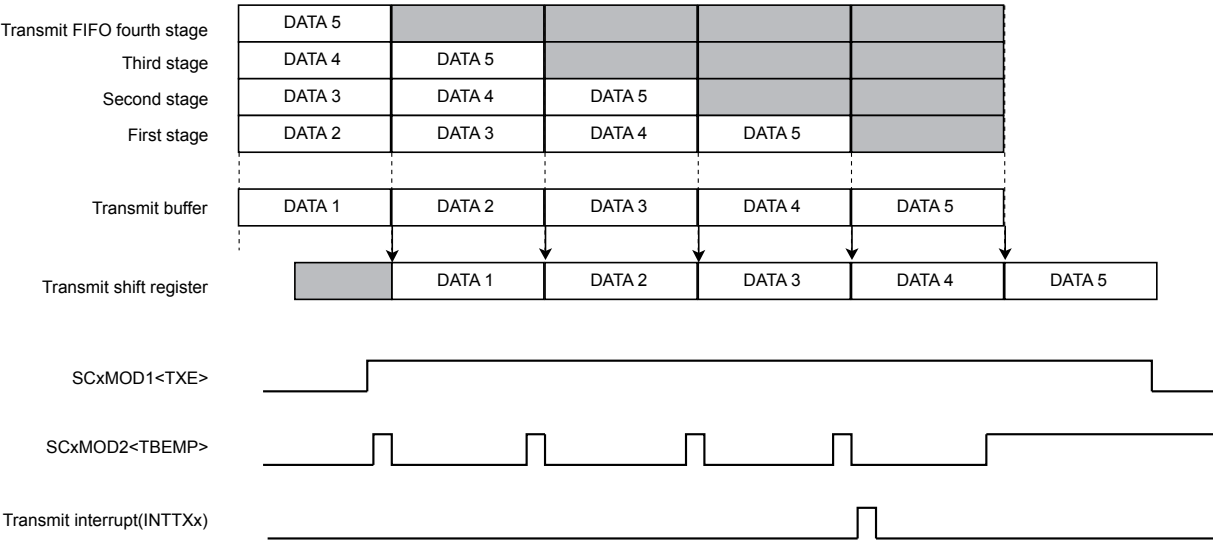 Transmit FIFO fourth stage DATA 5
Third stage DATA 4 DATA 5
Second stage DATA 3 DATA 4 DATA 5
First stage DATA 2 DATA 3 DATA 4 DATA 5
Transmit buffer DATA 1 DATA 2 DATA 3 DATA 4 DATA 5
Transmit shift register DATA 1 DATA 2 DATA 3 DATA 4 DATA 5
SCxMOD1<TXE>
SCxMOD2<TBEMP>
Transmit interrupt(INTTXx)